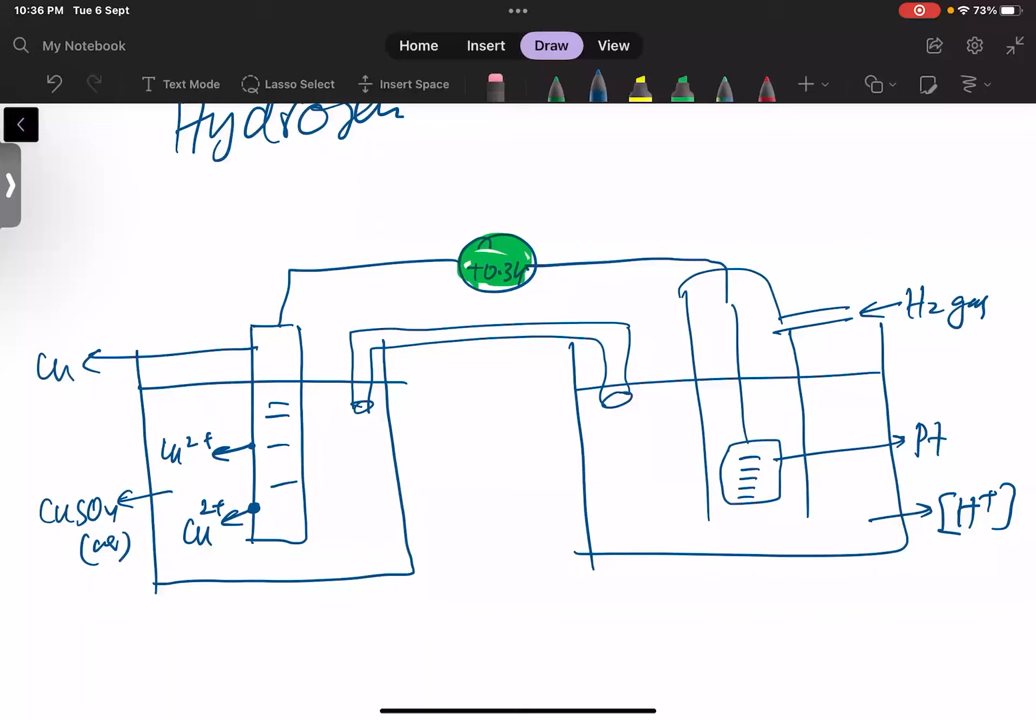 10:36 PM Tue 6 Sept
73%
My Notebook
Home Insert Draw View
Text Mode Lasso Select Insert Space
Hydrogen
+0.34
H2 gas
Cu
Cu2+
Pt
CuSO4
(aq)
Cu2+
[H+]